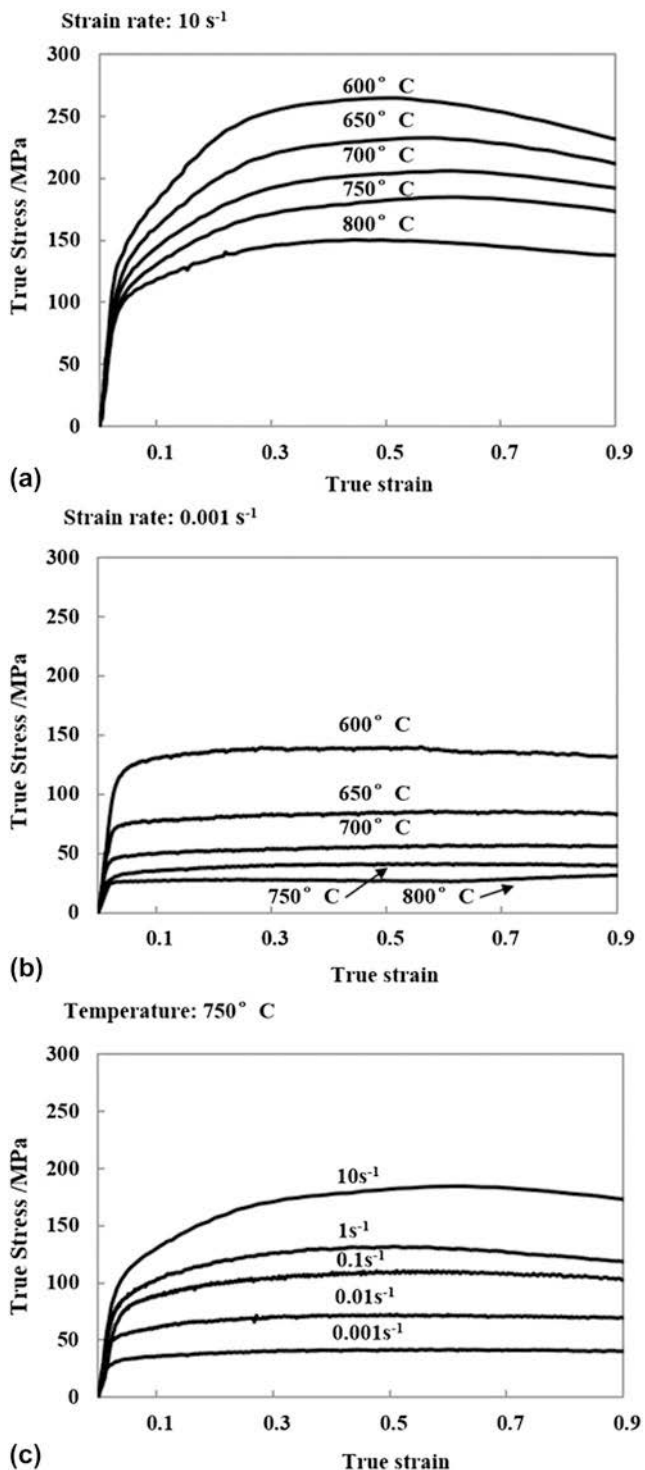 Strain rate: 10 s⁻¹
True Stress /MPa
300
250
200
150
100
50
0
600° C
650° C
700° C
750° C
800° C
0.1
0.3
0.5
0.7
0.9
True strain
(a)
Strain rate: 0.001 s⁻¹
True Stress /MPa
300
250
200
150
100
50
0
600° C
650° C
700° C
750° C
800° C
0.1
0.3
0.5
0.7
0.9
True strain
(b)
Temperature: 750° C
True Stress /MPa
300
250
200
150
100
50
0
10s⁻¹
1s⁻¹
0.1s⁻¹
0.01s⁻¹
0.001s⁻¹
0.1
0.3
0.5
0.7
0.9
True strain
(c)